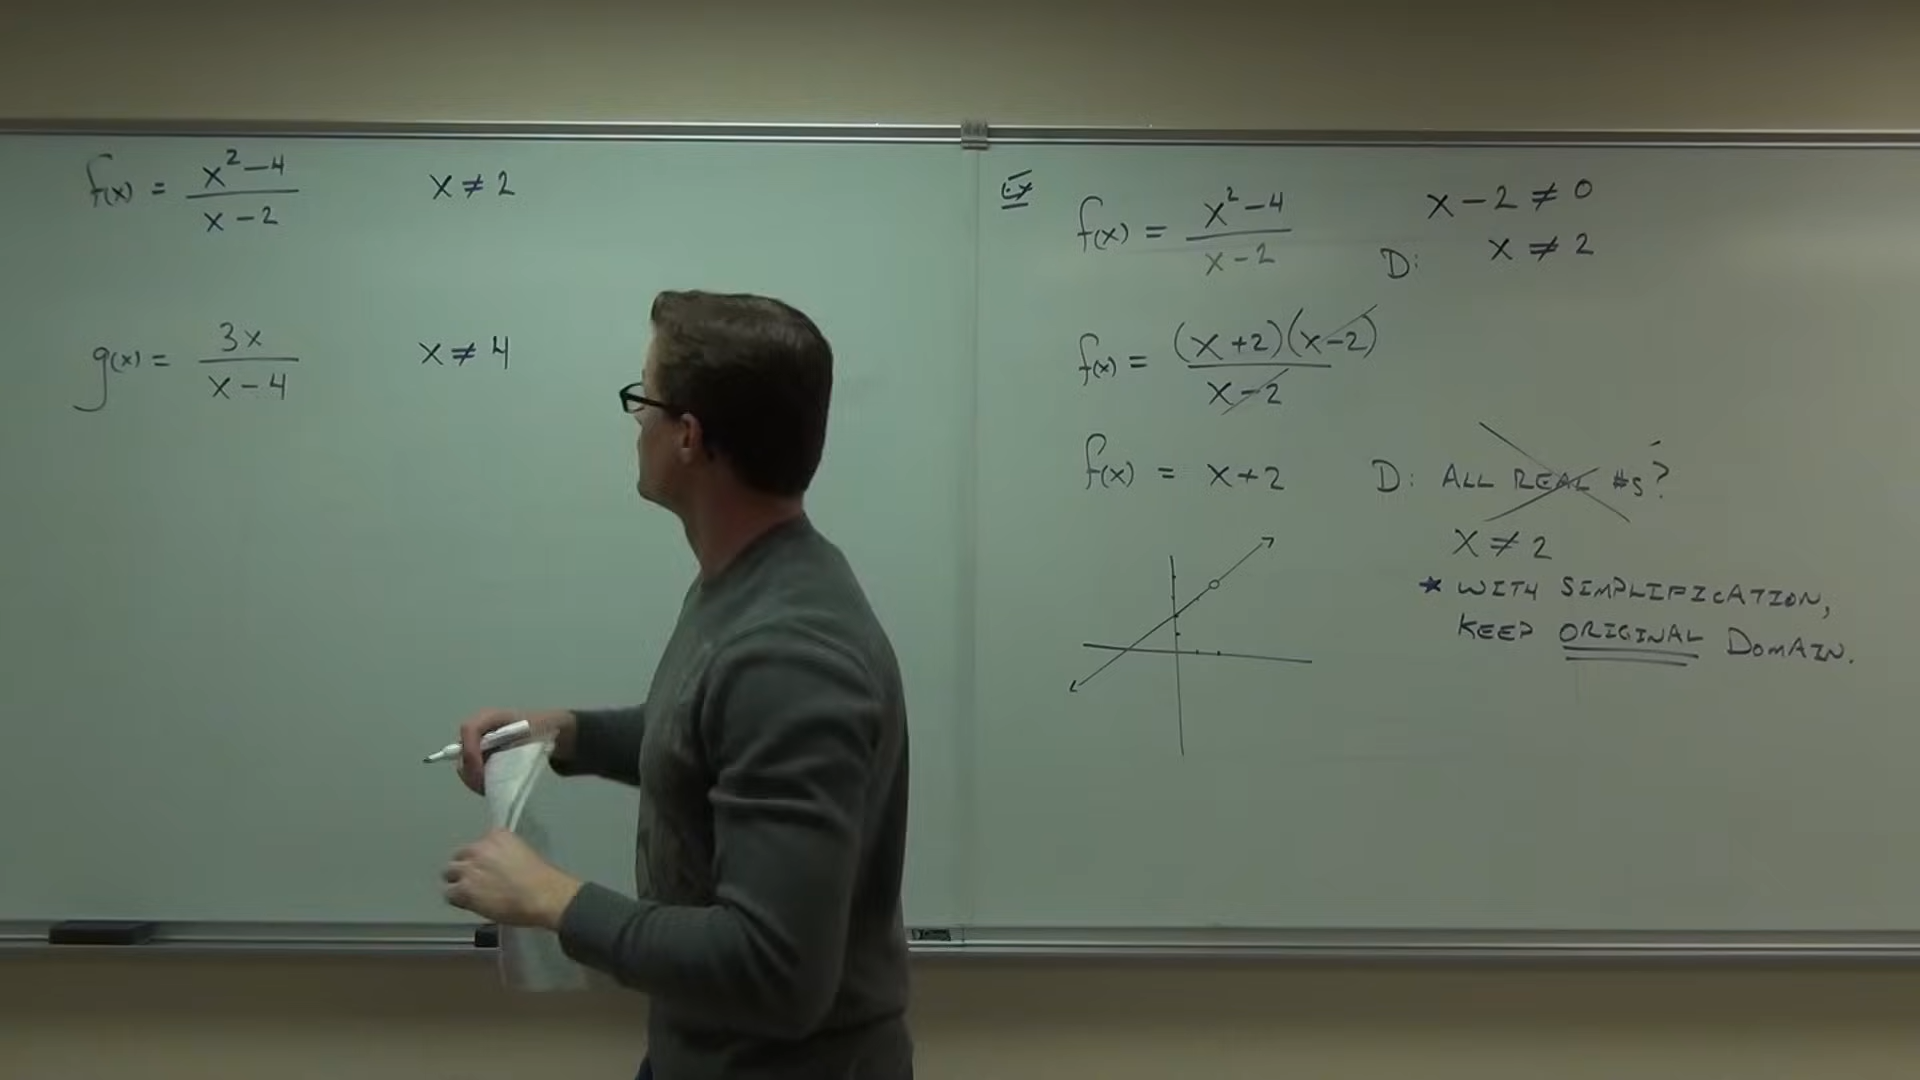 f(x) = x²-4 / x-2    x ≠ 2
g(x) = 3x / x-4    x ≠ 4
Ex
f(x) = x²-4 / x-2    x-2 ≠ 0
D: x ≠ 2
f(x) = (x+2)(x-2) / x-2
f(x) = x+2    D: ALL REAL #s?
x ≠ 2
* WITH SIMPLIFICATION,
KEEP ORIGINAL DOMAIN.